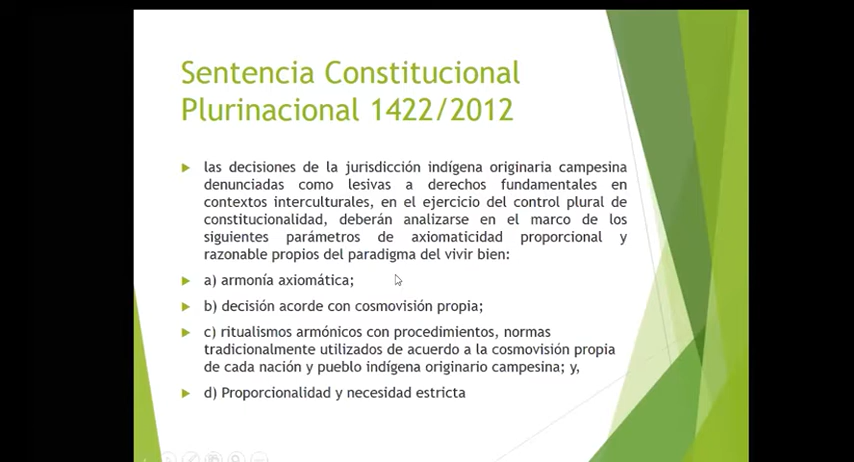 Sentencia Constitucional
Plurinacional 1422/2012
las decisiones de la jurisdicción indígena originaria campesina
denunciadas como lesivas a derechos fundamentales en
contextos interculturales, en el ejercicio del control plural de
constitucionalidad, deberán analizarse en el marco de los
siguientes parámetros de axiomaticidad proporcional y
razonable propios del paradigma del vivir bien:
a) armonía axiomática;
b) decisión acorde con cosmovisión propia;
c) ritualismos armónicos con procedimientos, normas
tradicionalmente utilizados de acuerdo a la cosmovisión propia
de cada nación y pueblo indígena originario campesina; y,
d) Proporcionalidad y necesidad estricta